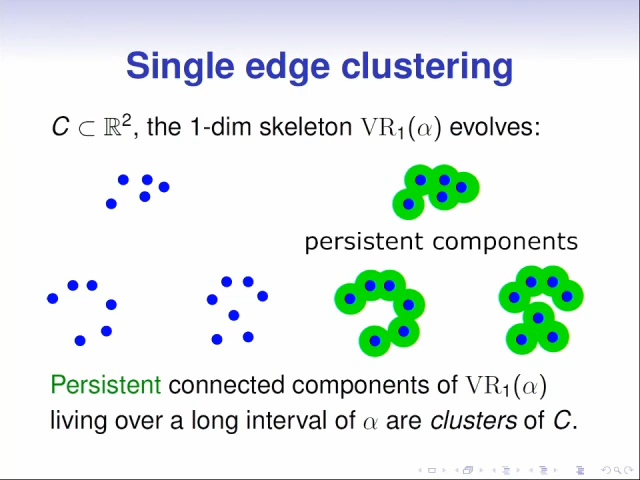 Single edge clustering
C ⊂ ℝ², the 1-dim skeleton VR₁(α) evolves:
persistent components
Persistent connected components of VR₁(α)
living over a long interval of α are clusters of C.